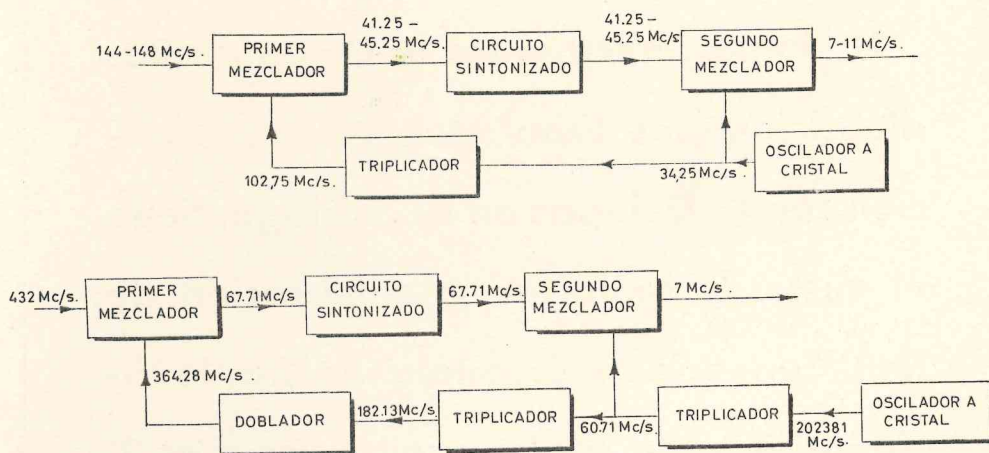 144-148 Mc/s.
PRIMER
MEZCLADOR
41.25 –
45.25 Mc/s.
CIRCUITO
SINTONIZADO
41.25 –
45.25 Mc/s.
SEGUNDO
MEZCLADOR
7-11 Mc/s.
102,75 Mc/s.
TRIPLICADOR
34,25 Mc/s.
OSCILADOR A
CRISTAL
432 Mc/s.
PRIMER
MEZCLADOR
67.71 Mc/s
CIRCUITO
SINTONIZADO
67.71 Mc/s.
SEGUNDO
MEZCLADOR
7 Mc/s.
364.28 Mc/s.
DOBLADOR
182.13 Mc/s.
TRIPLICADOR
60.71 Mc/s.
TRIPLICADOR
202381
Mc/s.
OSCILADOR A
CRISTAL